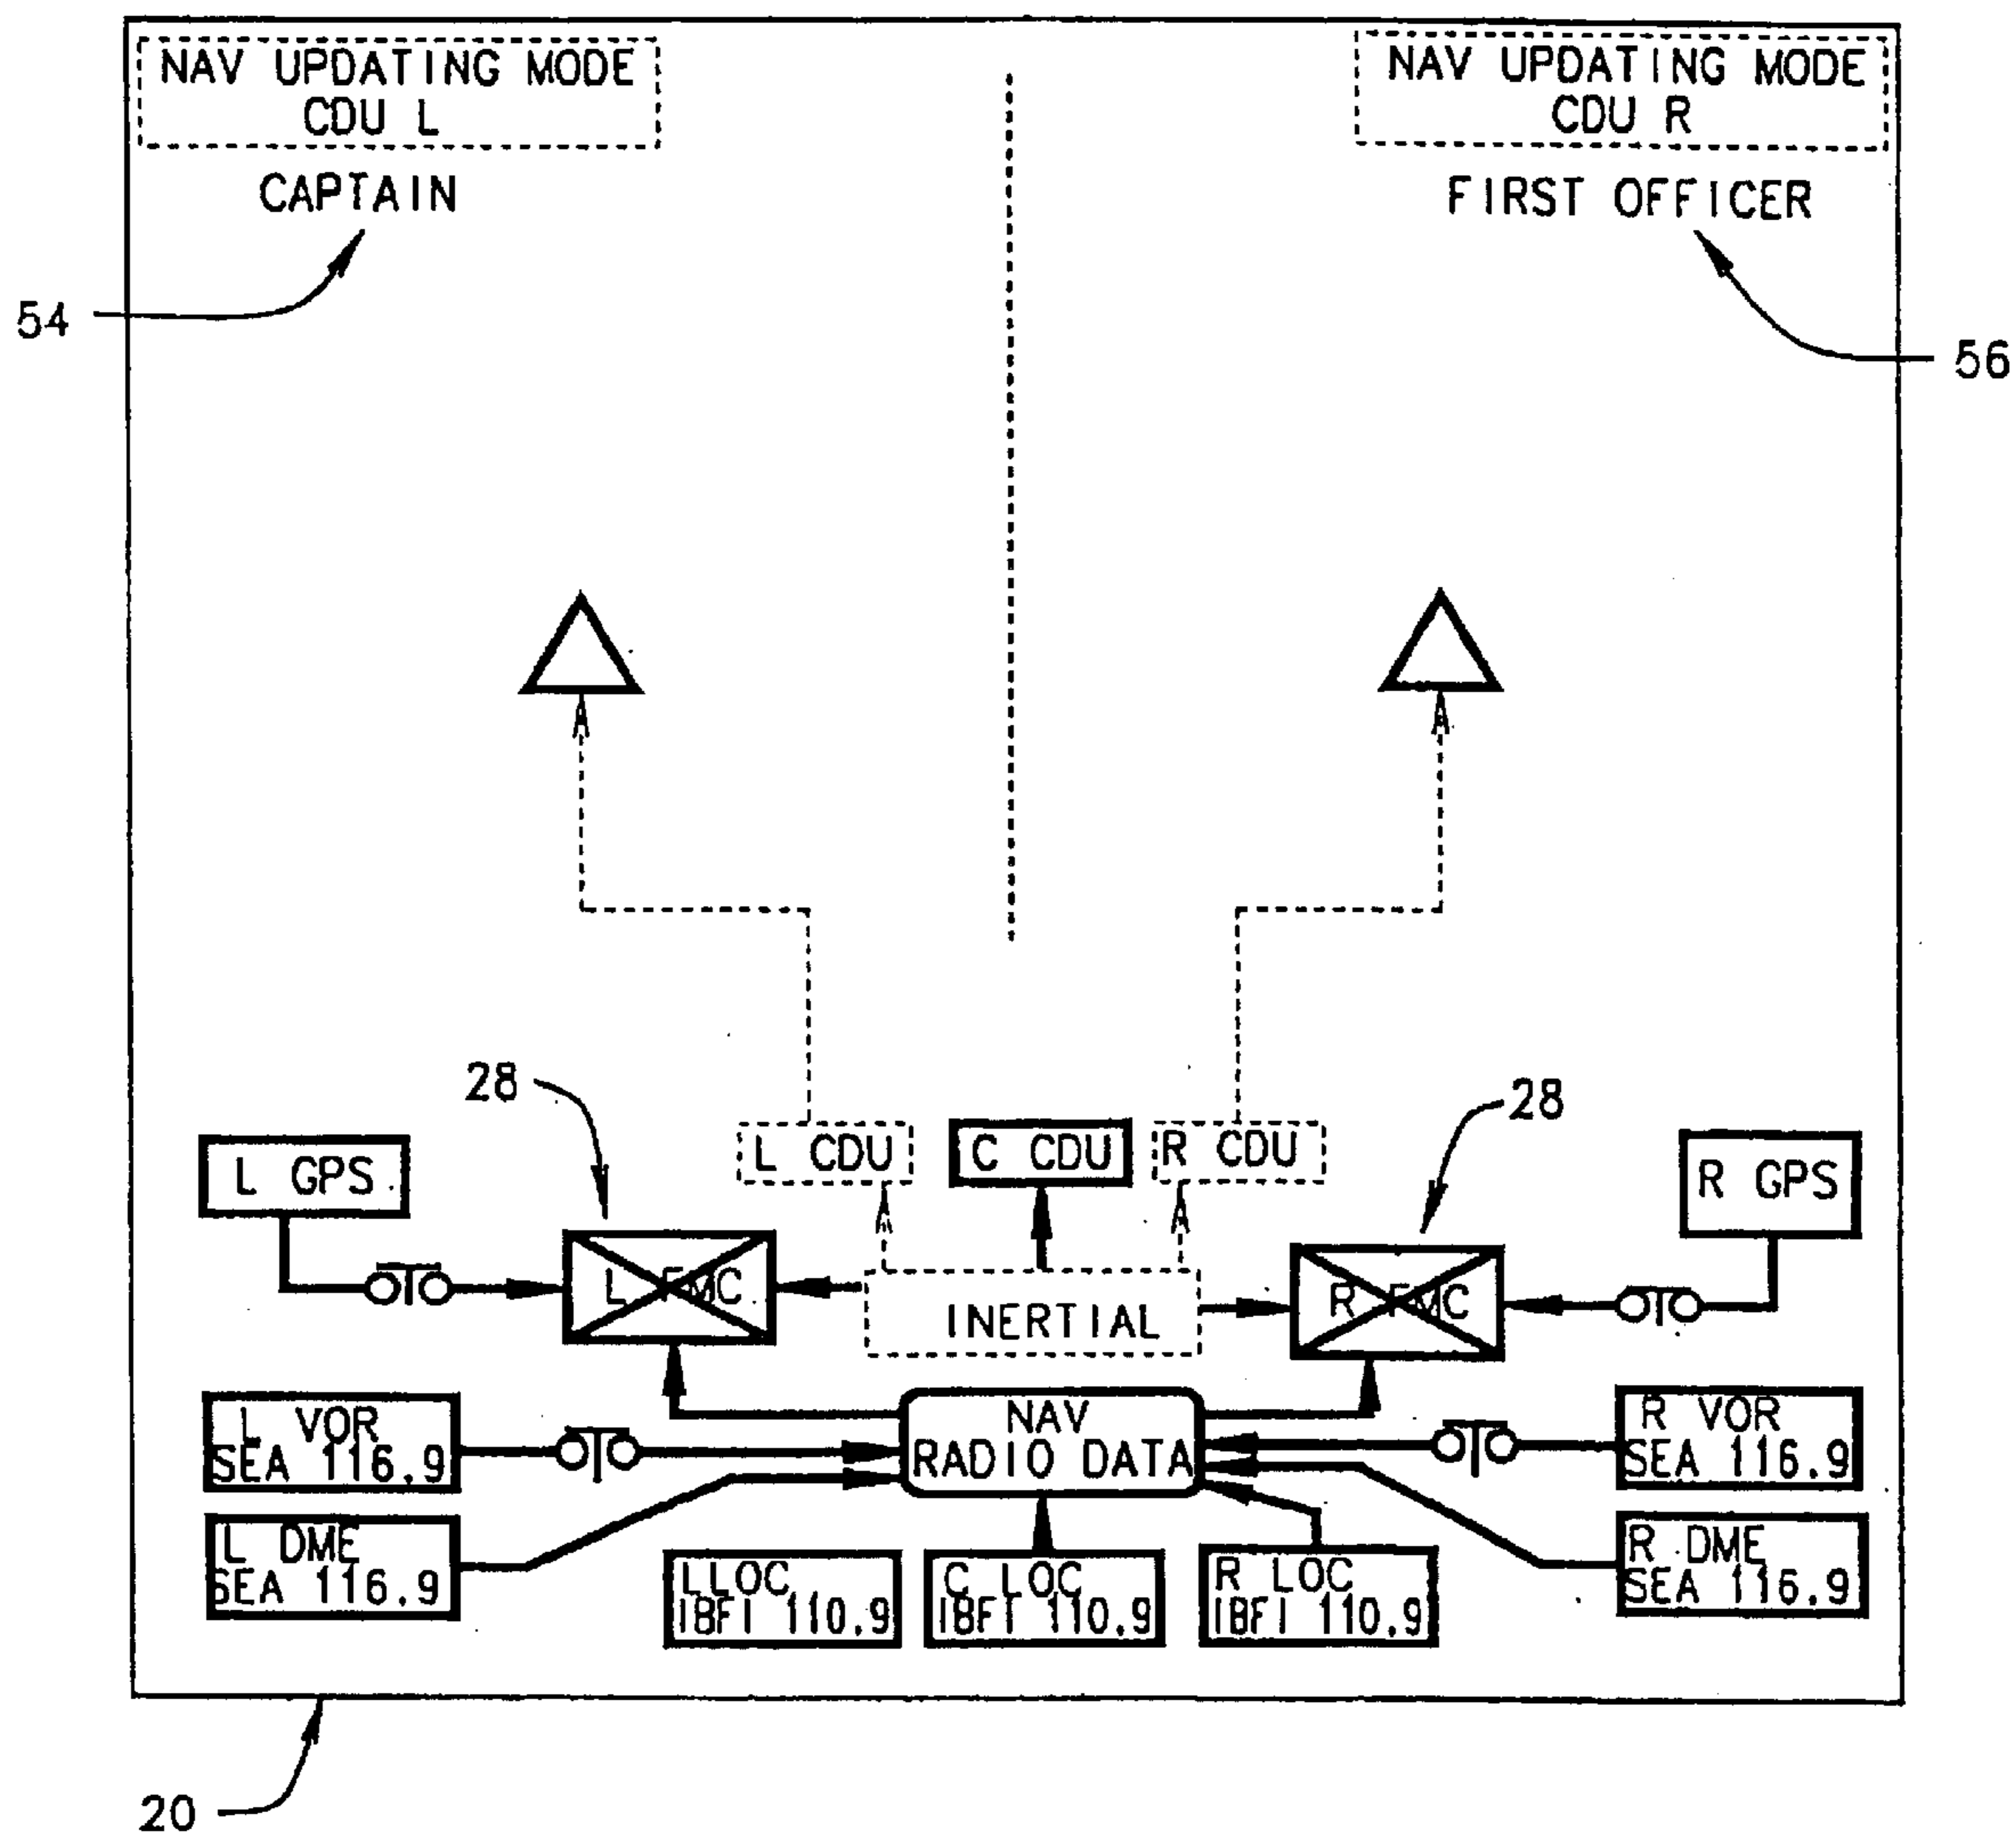 NAV UPDATING MODE
CDU L
NAV UPDATING MODE
CDU R
CAPTAIN
FIRST OFFICER
54
56
28
28
L CDU
C CDU
R CDU
L GPS
R GPS
L FMC
R FMC
INERTIAL
L VOR
SEA 116.9
NAV
RADIO DATA
R VOR
SEA 116.9
L DME
SEA 116.9
LLOC
IBFI 110.9
C LOC
IBFI 110.9
R LOC
IBFI 110.9
R DME
SEA 116.9
20